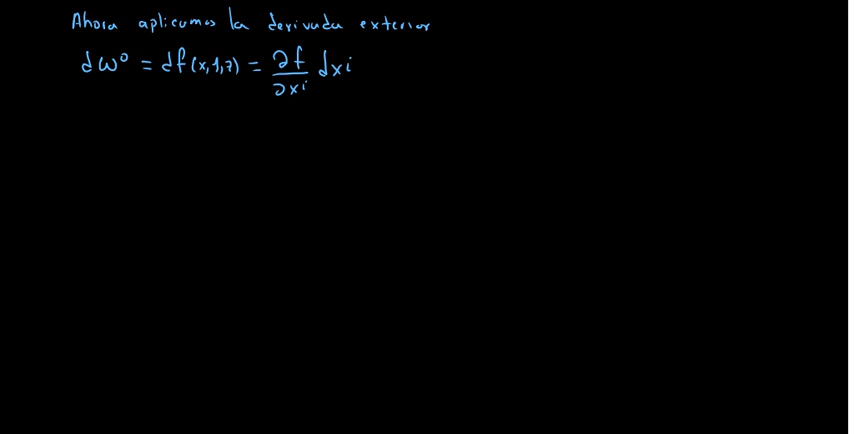 Ahora aplicamos la derivada exterior
dω⁰ = df(x,y,z) = ∂f/∂xi dxi